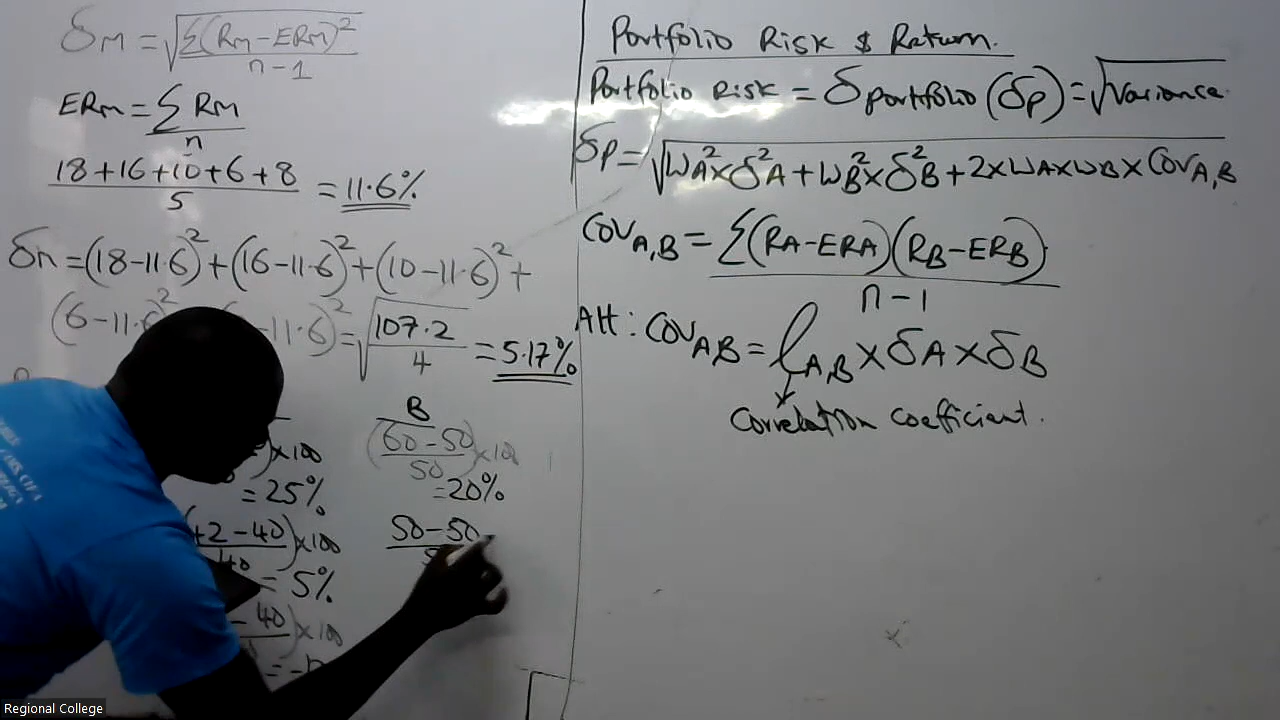 δM = √Σ(RM – ERM)²
n – 1
ERM = Σ RM
n
18 + 16 + 10 + 6 + 8 = 11.6%
5
δm = (18-11.6)² + (16-11.6)² + (10-11.6)² +
(6-11.6)² - 11.6)² = √107.2 = 5.17%
4
B
)×100 (60-50)×100
50
= 25% = 20%
+2-40)×100 50-50
40
= 5%
- 40)×100
= -1
Portfolio Risk & Return.
Portfolio Risk = δportfolio (δp) = √Variance
δp = √WA² × δ²A + WB² × δ²B + 2×WA×WB × COVA,B
COVA,B = Σ(RA – ERA)(RB – ERB)
n – 1
Alt : COVA,B = ρA,B × δA × δB
Correlation coefficient.
Regional College